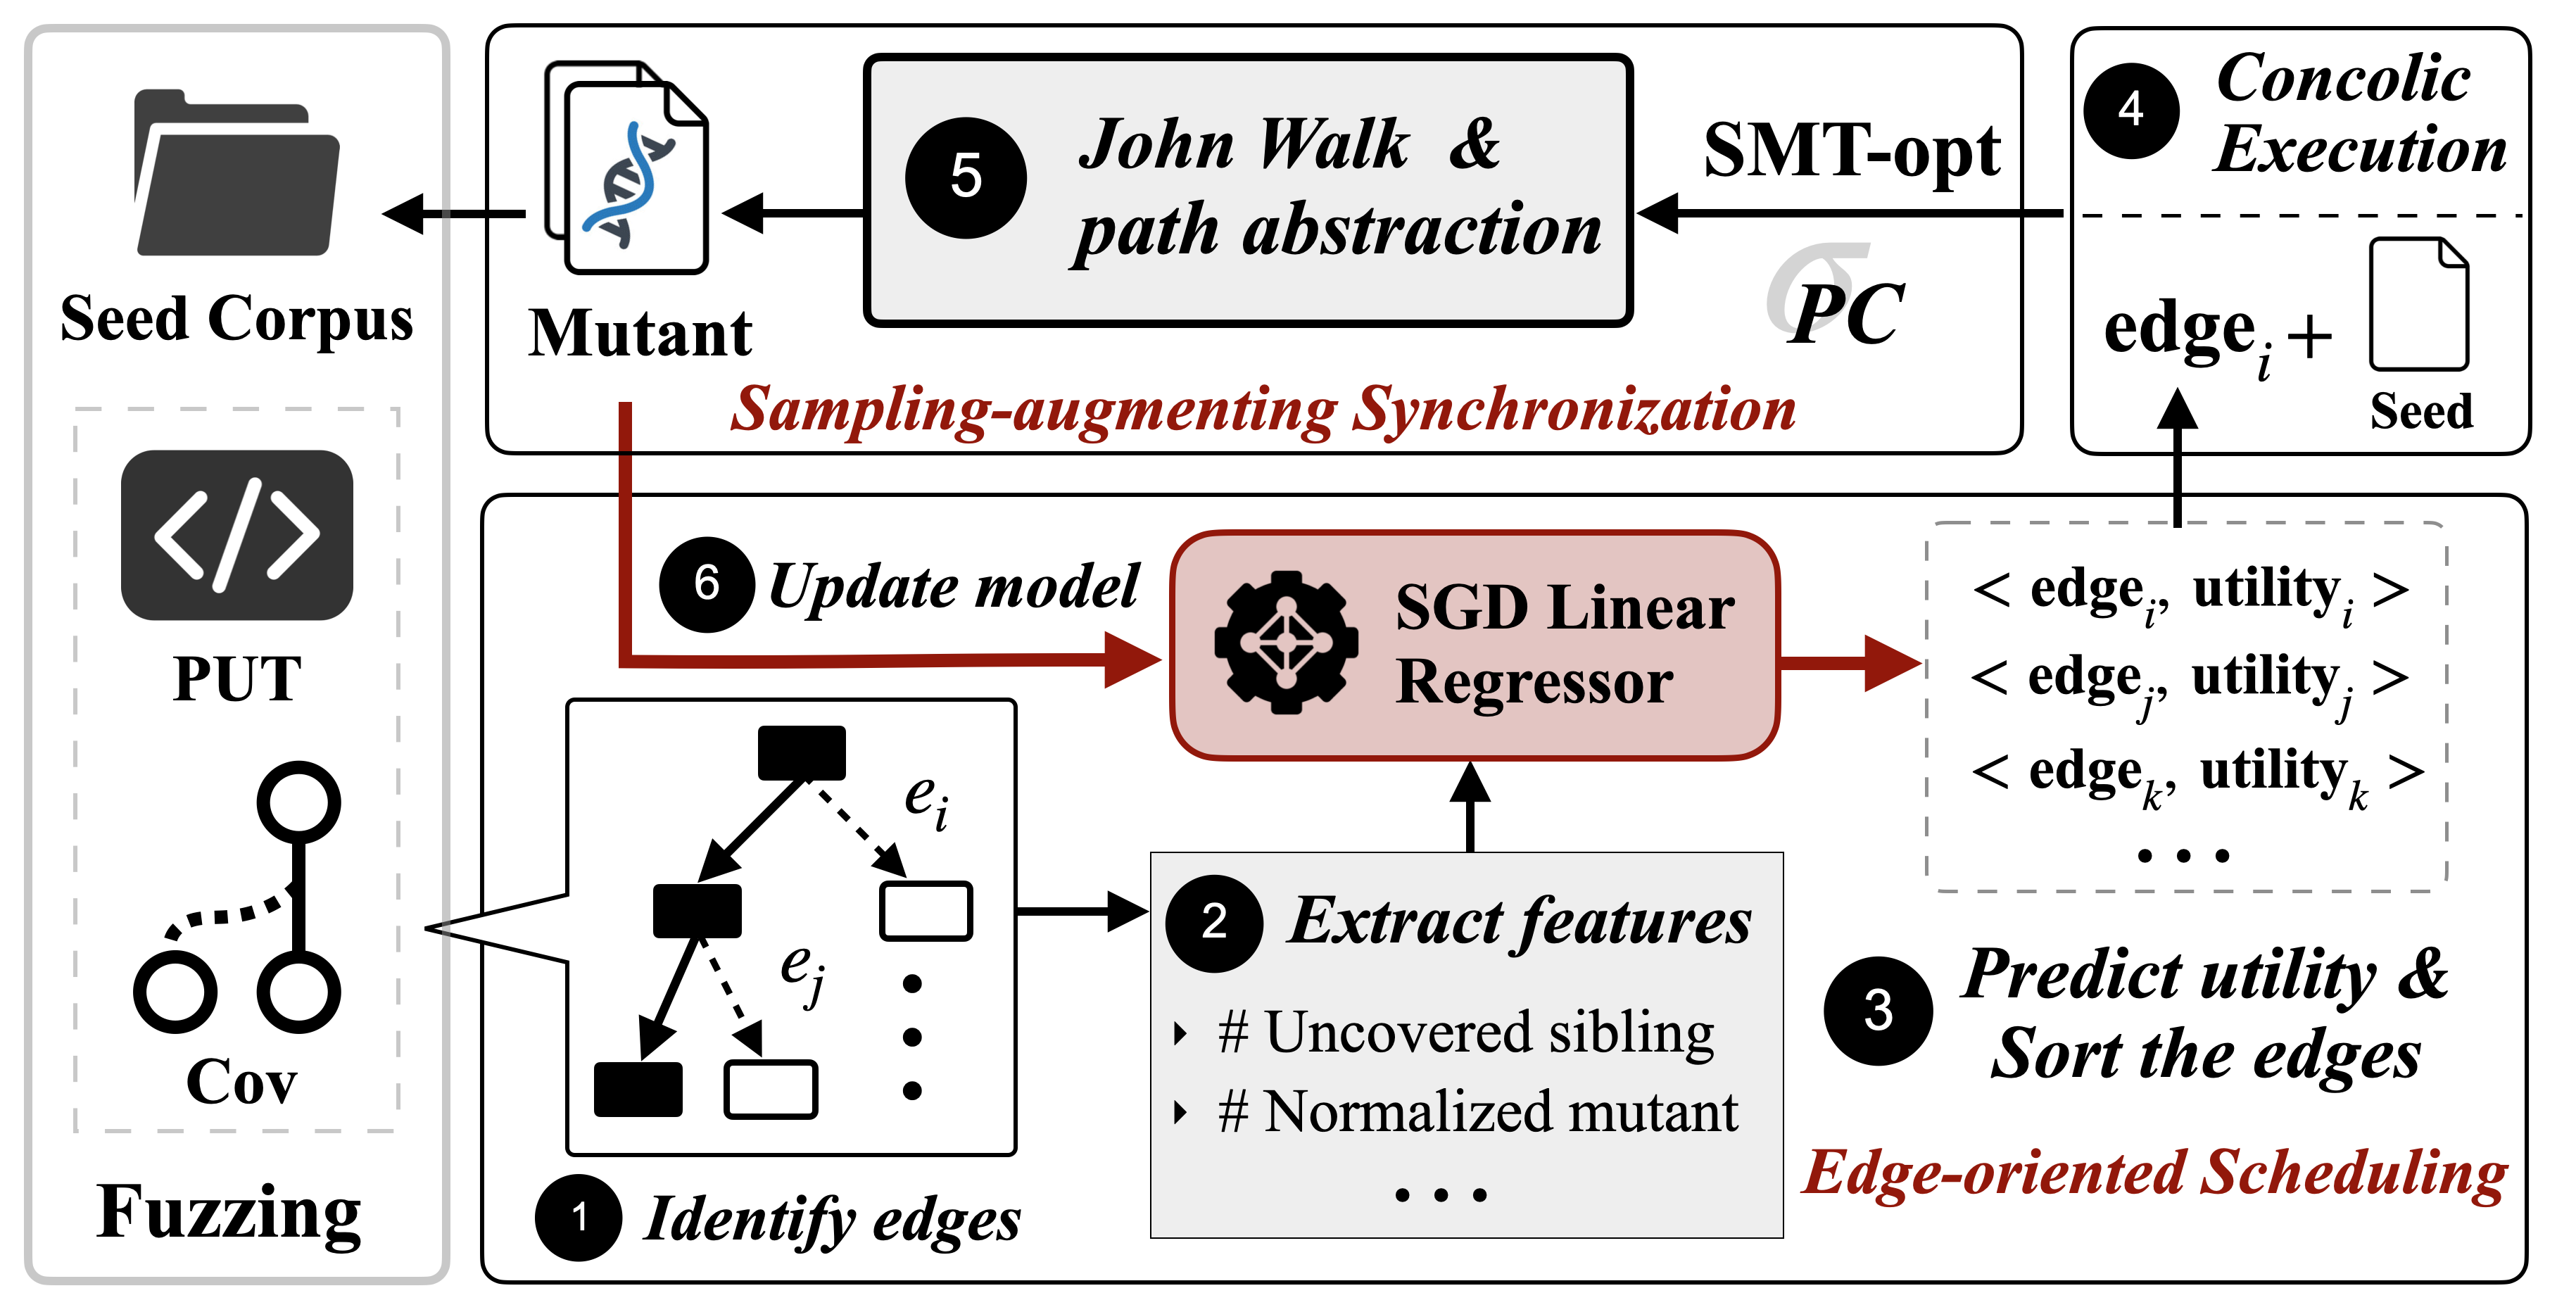 Seed Corpus
</>
PUT
Cov
Fuzzing
Mutant
5
John Walk &
path abstraction
SMT-opt
σ
PC
Sampling-augmenting Synchronization
4
Concolic
Execution
edge_i +
Seed
6 Update model
SGD Linear
Regressor
< edge_i, utility_i >
< edge_j, utility_j >
< edge_k, utility_k >
...
e_i
e_j
1 Identify edges
2 Extract features
‣ # Uncovered sibling
‣ # Normalized mutant
...
3
Predict utility &
Sort the edges
Edge-oriented Scheduling